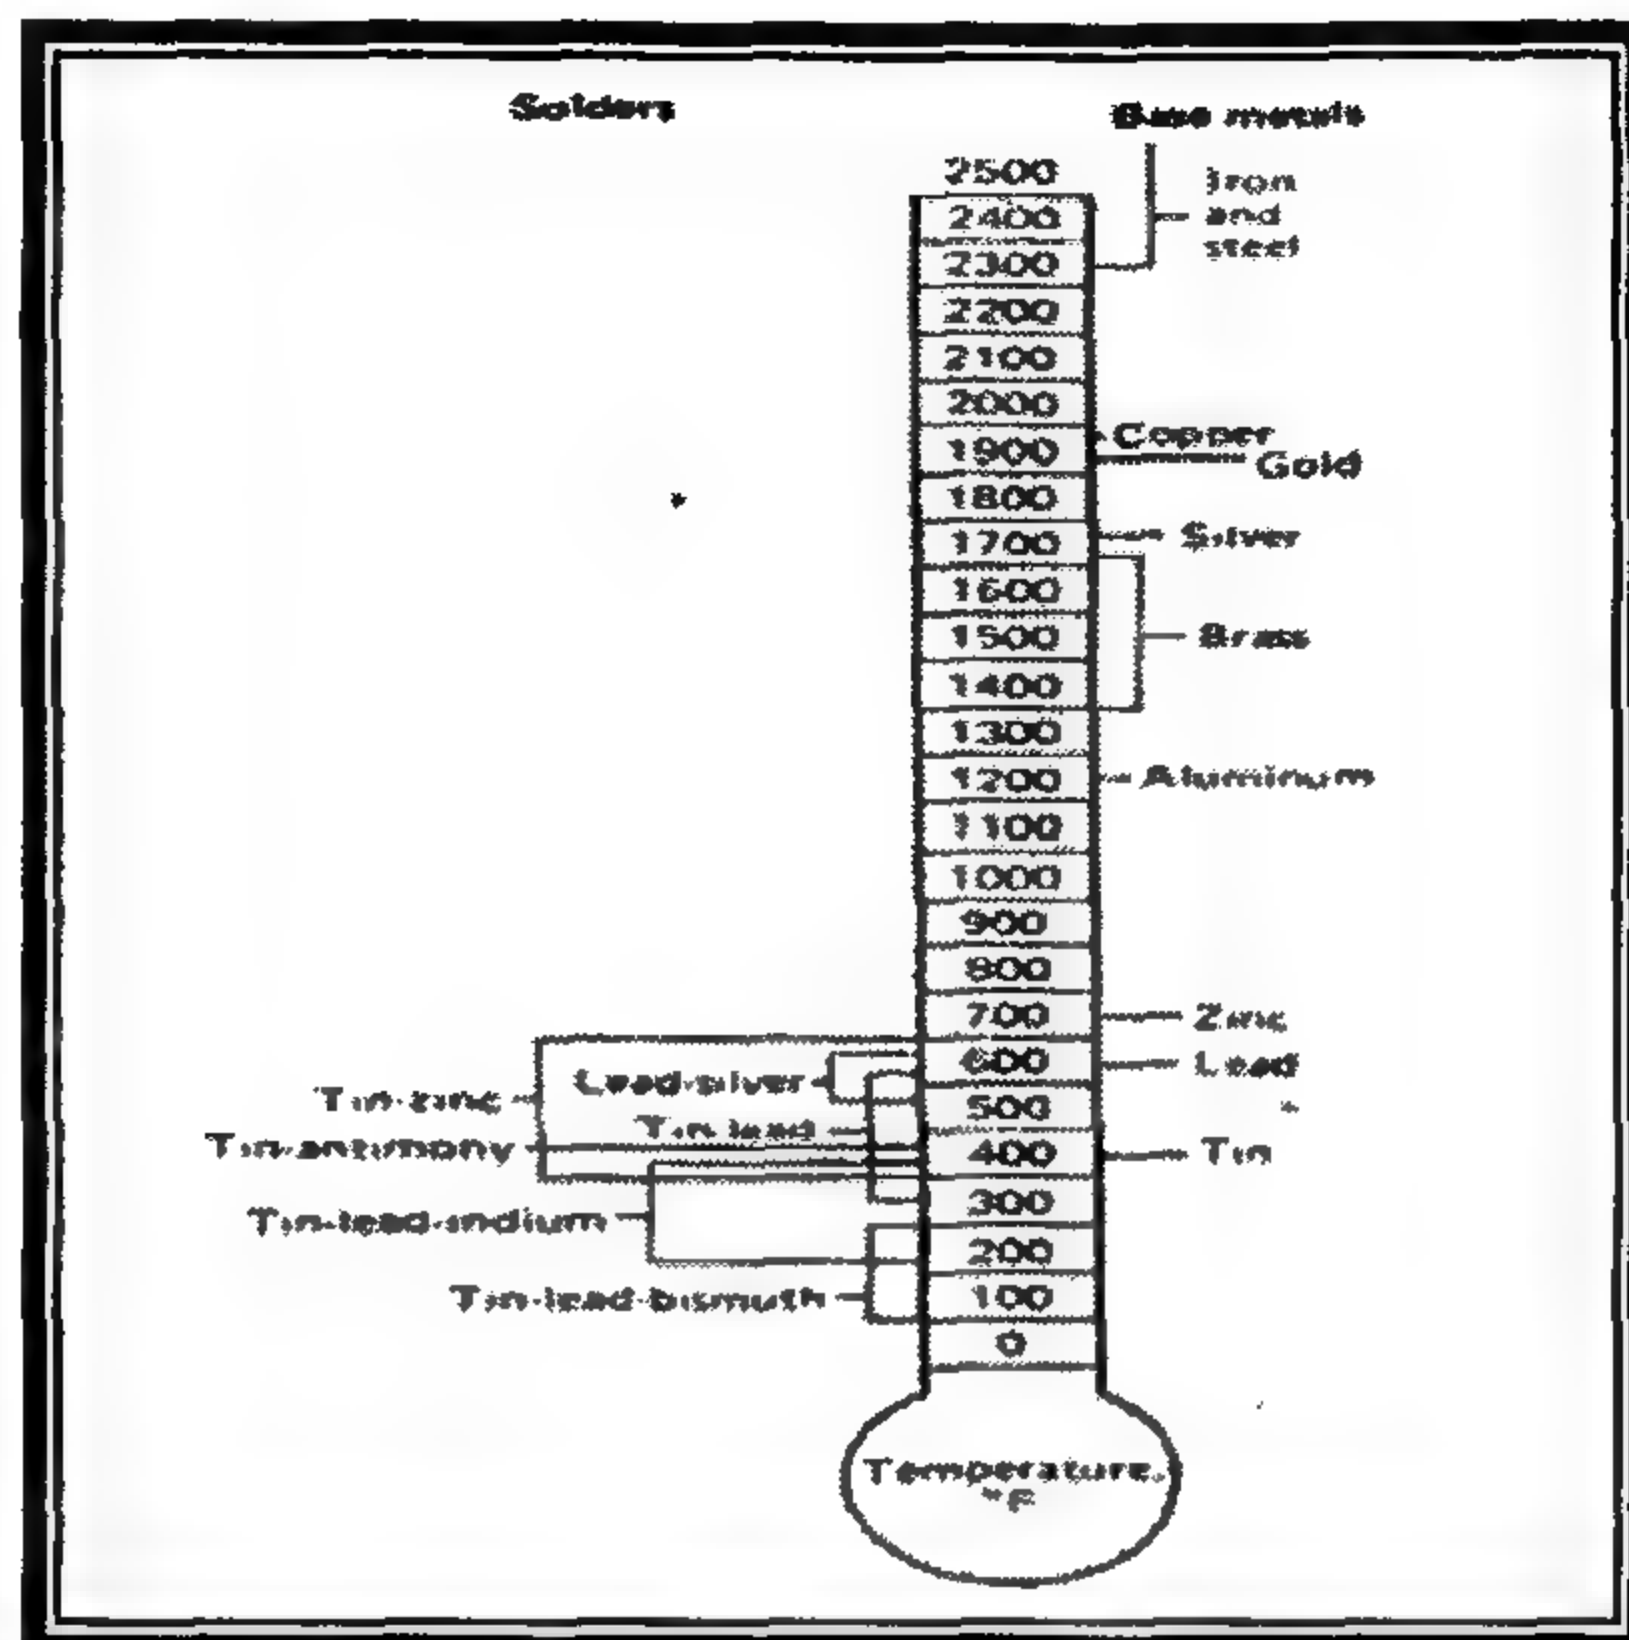 Solders
Base metals
2500
2400
2300
2200
2100
2000
1900
1800
1700
1600
1500
1400
1300
1200
1100
1000
900
800
700
600
500
400
300
200
100
0
Iron
and
steel
Copper
Gold
Silver
Brass
Aluminum
Zinc
Lead
Tin
Lead-silver
Tin-zinc
Tin-lead
Tin-antimony
Tin-lead-indium
Tin-lead-bismuth
Temperature,
°F